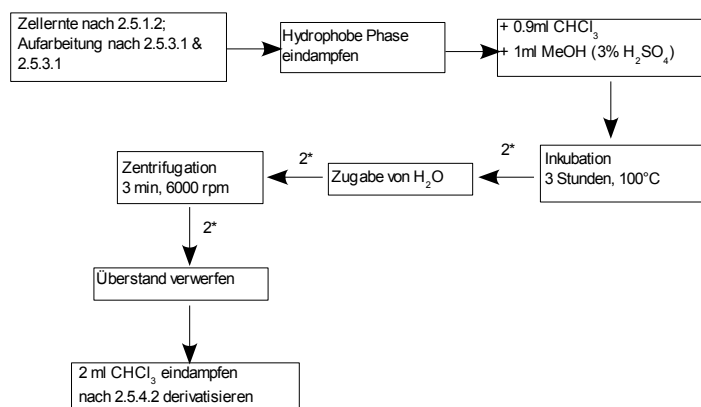 Zellernte nach 2.5.1.2;
Aufarbeitung nach 2.5.3.1 &
2.5.3.1
Hydrophobe Phase
eindampfen
+ 0.9ml CHCl₃
+ 1ml MeOH (3% H₂SO₄)
Inkubation
3 Stunden, 100°C
2*
Zugabe von H₂O
2*
Zentrifugation
3 min, 6000 rpm
2*
Überstand verwerfen
2 ml CHCl₃ eindampfen
nach 2.5.4.2 derivatisieren